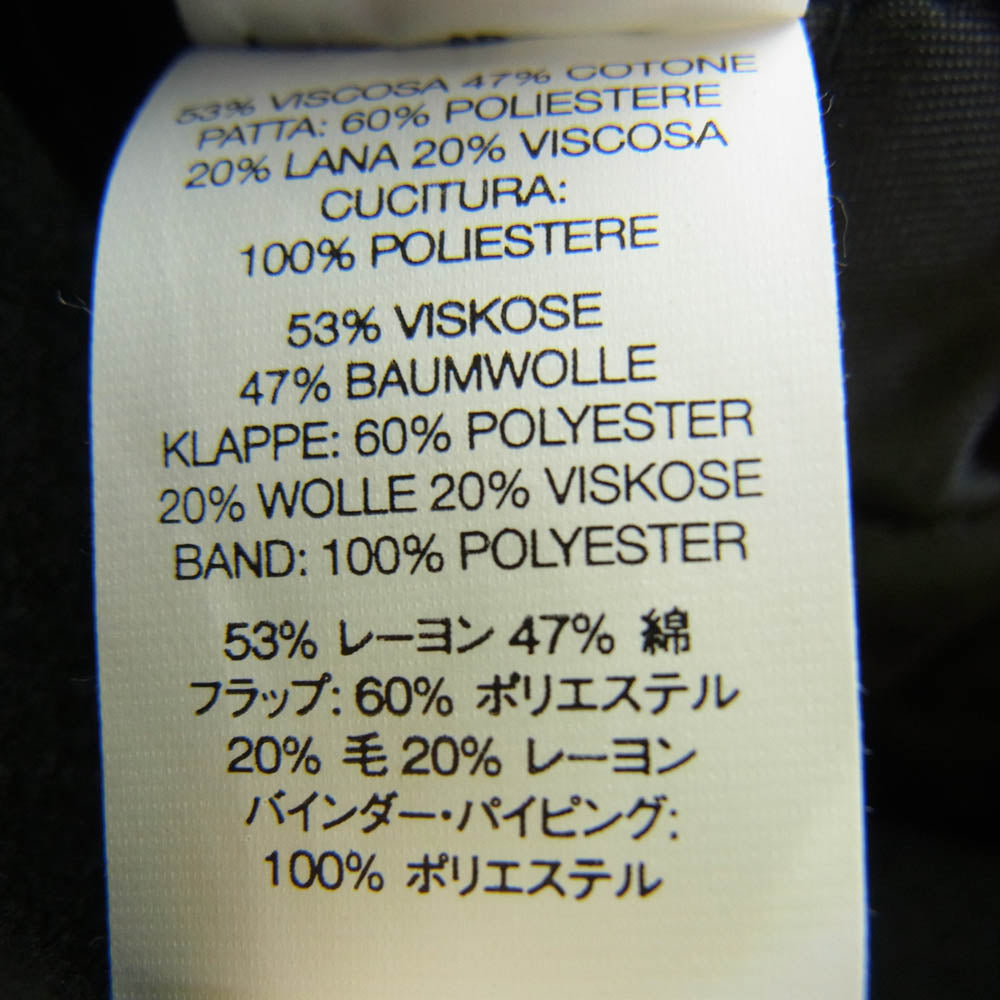 53% VISCOSA 47% COTONE
PATTA: 60% POLIESTERE
20% LANA 20% VISCOSA
CUCITURA:
100% POLIESTERE
53% VISKOSE
47% BAUMWOLLE
KLAPPE: 60% POLYESTER
20% WOLLE 20% VISKOSE
BAND: 100% POLYESTER
53% レーヨン 47% 綿
フラップ: 60% ポリエステル
20% 毛 20% レーヨン
バインダー・パイピング:
100% ポリエステル